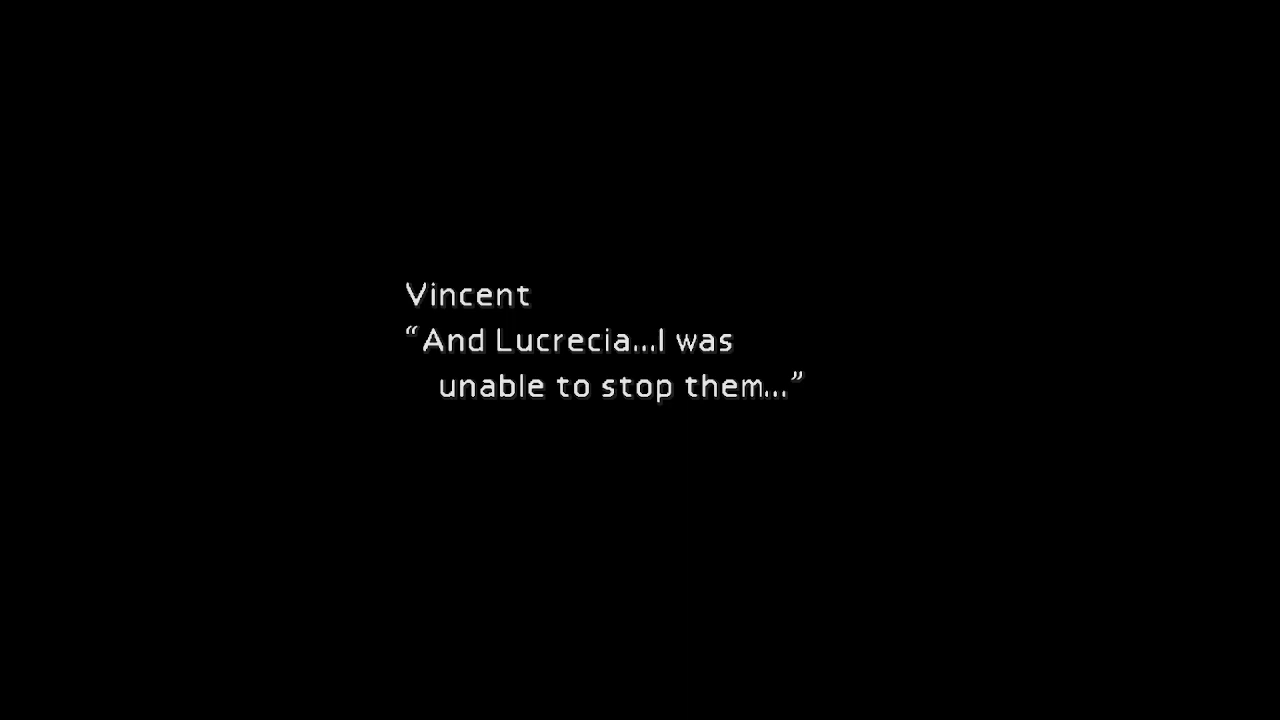 Vincent
“And Lucrecia...I was
unable to stop them...”